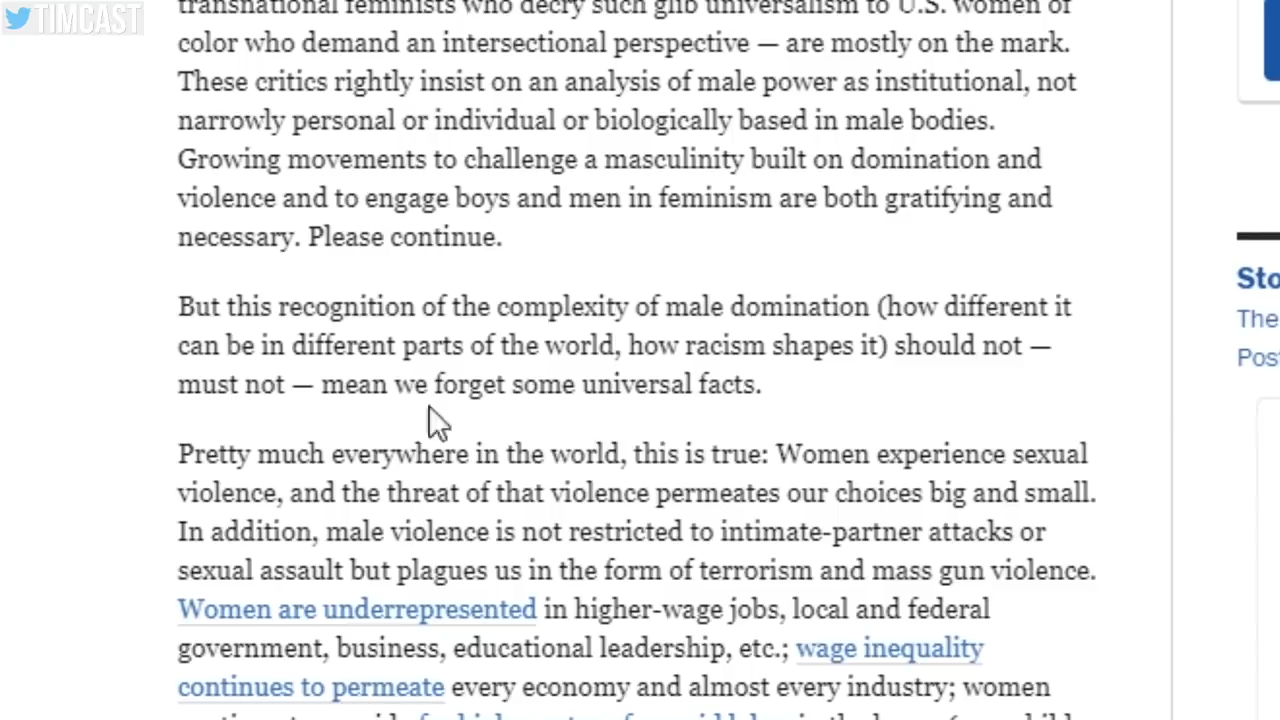 TIMCAST
transnational feminists who decry such glib universalism to U.S. women of
color who demand an intersectional perspective — are mostly on the mark.
These critics rightly insist on an analysis of male power as institutional, not
narrowly personal or individual or biologically based in male bodies.
Growing movements to challenge a masculinity built on domination and
violence and to engage boys and men in feminism are both gratifying and
necessary. Please continue.
But this recognition of the complexity of male domination (how different it
can be in different parts of the world, how racism shapes it) should not —
must not — mean we forget some universal facts.
Pretty much everywhere in the world, this is true: Women experience sexual
violence, and the threat of that violence permeates our choices big and small.
In addition, male violence is not restricted to intimate-partner attacks or
sexual assault but plagues us in the form of terrorism and mass gun violence.
Women are underrepresented in higher-wage jobs, local and federal
government, business, educational leadership, etc.; wage inequality
continues to permeate every economy and almost every industry; women
Sto
The
Pos